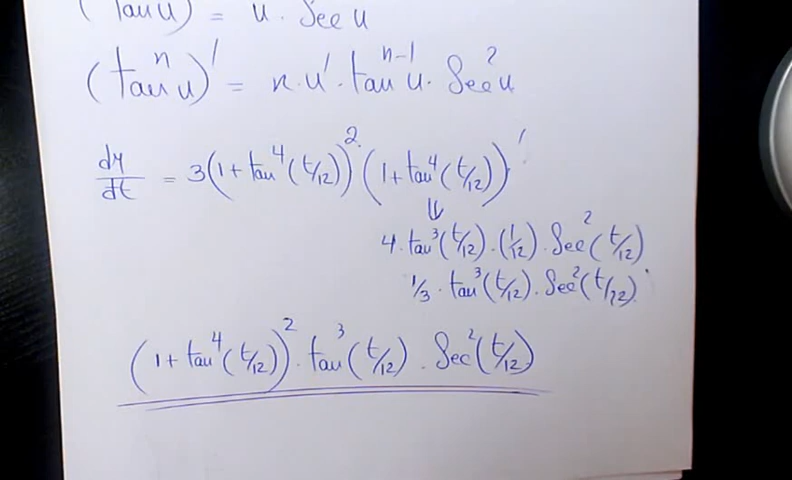 (tan u)' = u'. Sec u
(tanⁿ u)' = n.u'.tanⁿ⁻¹ u. Sec² u
dy/dt = 3(1+tan⁴(t/12))². (1+tan⁴(t/12))'
⇓
4.tan³(t/12).(1/12).Sec²(t/12)
1/3 . tan³(t/12). Sec²(t/12)
(1+tan⁴(t/12))². tan³(t/12). Sec²(t/12)